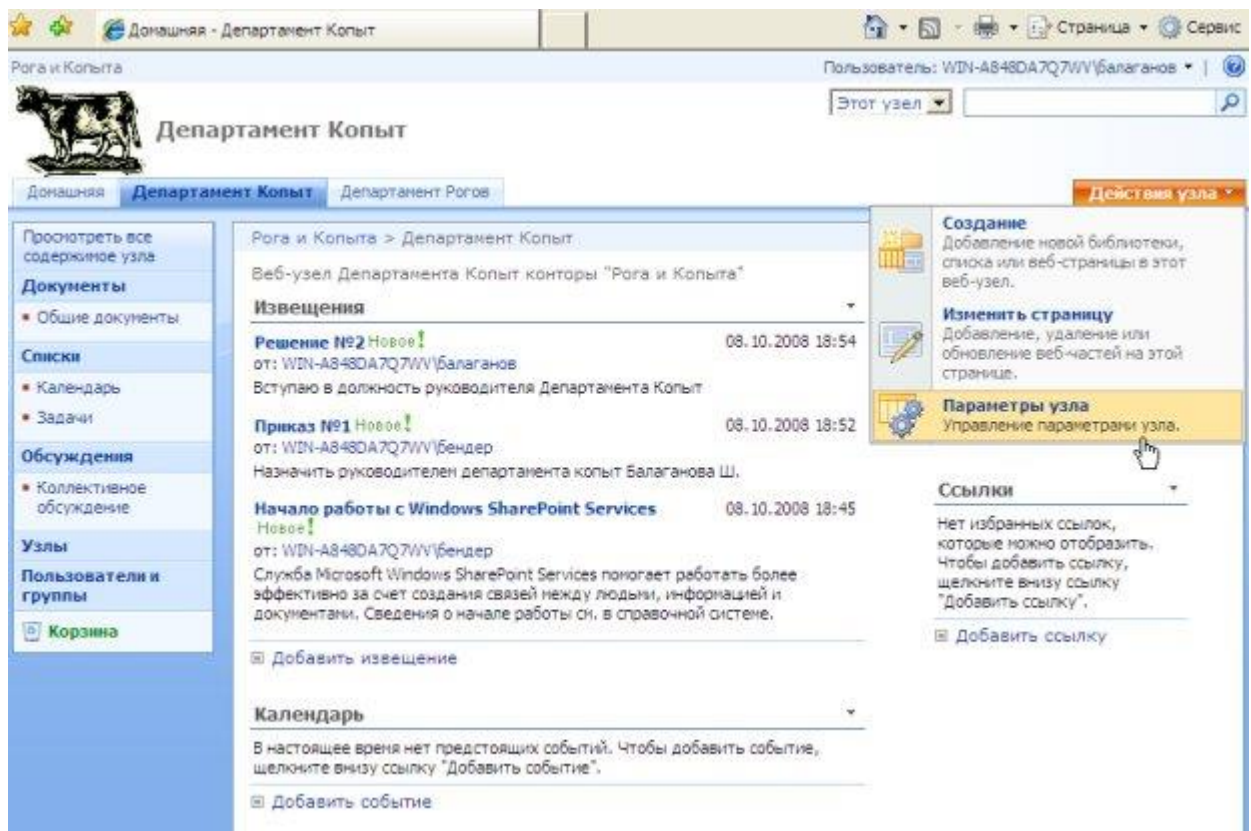 Домашняя - Департамент Копыт
Страница
Сервис
Рога и Копыта
Пользователь: WIN-A848DA7Q7WV\балаганов
Этот узел
Департамент Копыт
Домашняя
Департамент Копыт
Департамент Рогов
Действия узла
Просмотреть все
содержимое узла
Документы
Общие документы
Списки
Календарь
Задачи
Обсуждения
Коллективное
обсуждение
Узлы
Пользователи и
группы
Корзина
Рога и Копыта > Департамент Копыт
Веб-узел Департамента Копыт конторы "Рога и Копыта"
Извещения
Решение №2 Новое! 08.10.2008 18:54
от: WIN-A848DA7Q7WV\балаганов
Вступаю в должность руководителя Департамента Копыт
Приказ №1 Новое! 08.10.2008 18:52
от: WIN-A848DA7Q7WV\бендер
Назначить руководителем департамента копыт Балаганова Ш.
Начало работы с Windows SharePoint Services 08.10.2008 18:45
Новое!
от: WIN-A848DA7Q7WV\бендер
Служба Microsoft Windows SharePoint Services помогает работать более
эффективно за счет создания связей между людьми, информацией и
документами. Сведения о начале работы см. в справочной системе.
Добавить извещение
Календарь
В настоящее время нет предстоящих событий. Чтобы добавить событие,
щелкните внизу ссылку "Добавить событие".
Добавить событие
Создание
Добавление новой библиотеки,
списка или веб-страницы в этот
веб-узел.
Изменить страницу
Добавление, удаление или
обновление веб-частей на этой
странице.
Параметры узла
Управление параметрами узла.
Ссылки
Нет избранных ссылок,
которые можно отобразить.
Чтобы добавить ссылку,
щелкните внизу ссылку
"Добавить ссылку".
Добавить ссылку